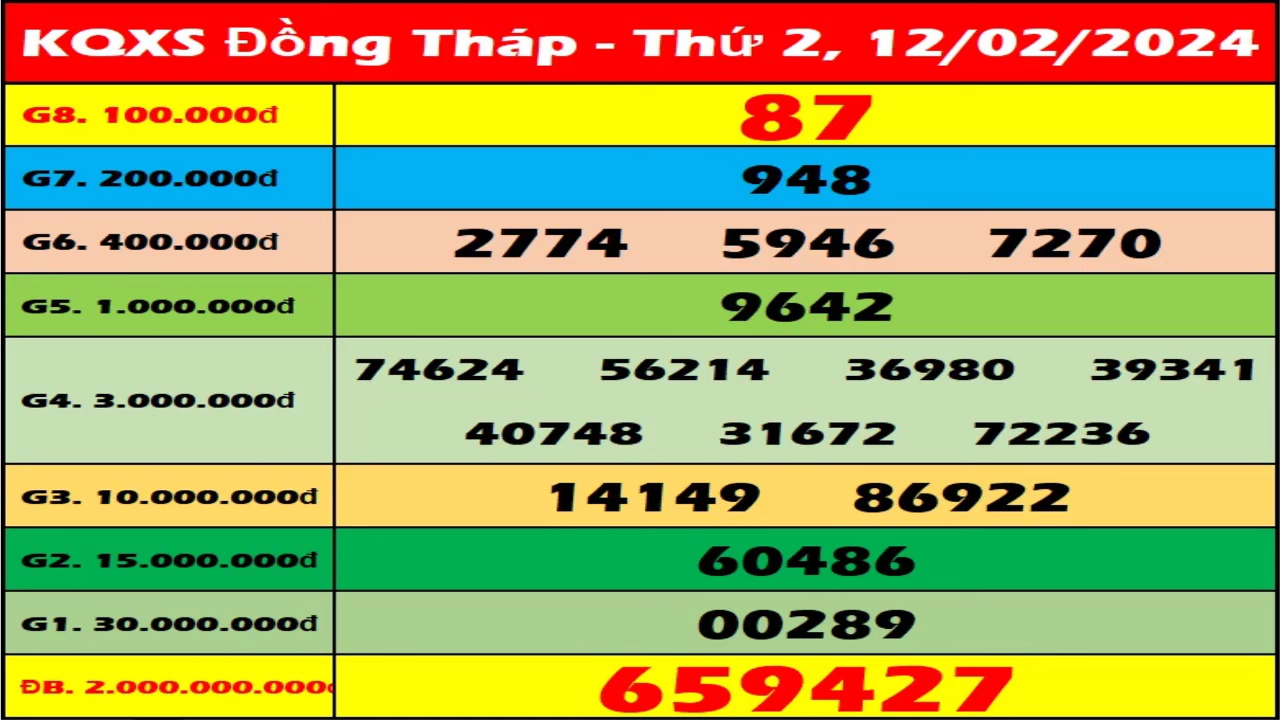 KQXS Đồng Tháp - Thứ 2, 12/02/2024
G8. 100.000đ 87
G7. 200.000đ 948
G6. 400.000đ 2774 5946 7270
G5. 1.000.000đ 9642
G4. 3.000.000đ
74624 56214 36980 39341
40748 31672 72236
G3. 10.000.000đ 14149 86922
G2. 15.000.000đ 60486
G1. 30.000.000đ 00289
ĐB. 2.000.000.000đ 659427